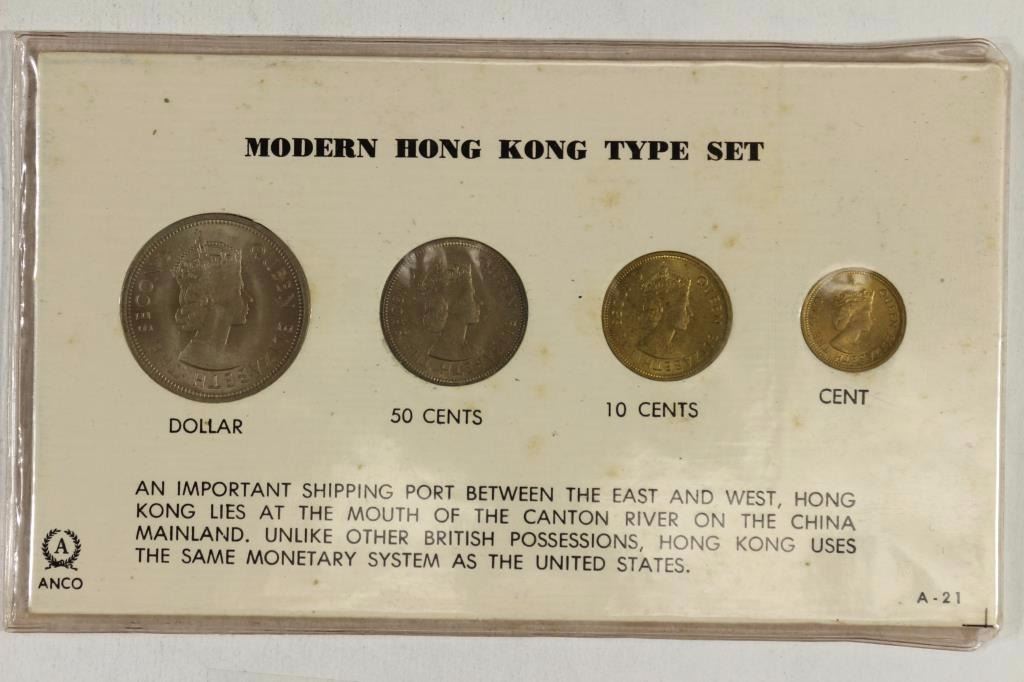 MODERN HONG KONG TYPE SET
DOLLAR
50 CENTS
10 CENTS
CENT
AN IMPORTANT SHIPPING PORT BETWEEN THE EAST AND WEST, HONG
KONG LIES AT THE MOUTH OF THE CANTON RIVER ON THE CHINA
MAINLAND. UNLIKE OTHER BRITISH POSSESSIONS, HONG KONG USES
THE SAME MONETARY SYSTEM AS THE UNITED STATES.
A
ANCO
A-21